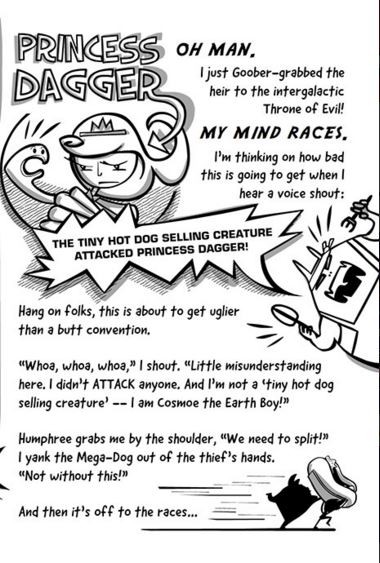 PRINCESS
DAGGER
OH MAN.
I just Goober-grabbed the
heir to the intergalactic
Throne of Evil!
MY MIND RACES.
I'm thinking on how bad
this is going to get when I
hear a voice shout:
THE TINY HOT DOG SELLING CREATURE
ATTACKED PRINCESS DAGGER!
Hang on folks, this is about to get uglier
than a butt convention.
"Whoa, whoa, whoa," I shout. "Little misunderstanding
here. I didn't ATTACK anyone. And I'm not a 'tiny hot dog
selling creature' -- I am Cosmoe the Earth Boy!"
Humphree grabs me by the shoulder, "We need to split!"
I yank the Mega-Dog out of the thief's hands.
"Not without this!"
And then it's off to the races...